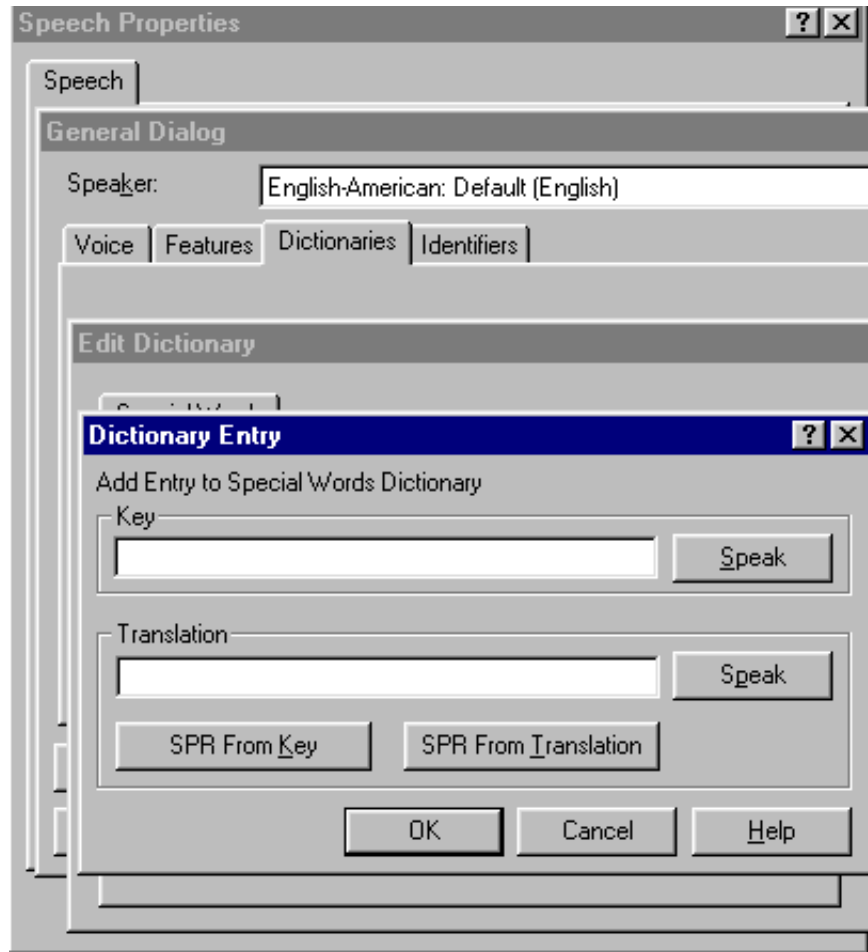 Speech Properties
Speech
General Dialog
Speaker: English-American: Default (English)
Voice Features Dictionaries Identifiers
Edit Dictionary
Dictionary Entry
Add Entry to Special Words Dictionary
Key
Speak
Translation
Speak
SPR From Key SPR From Translation
OK Cancel Help